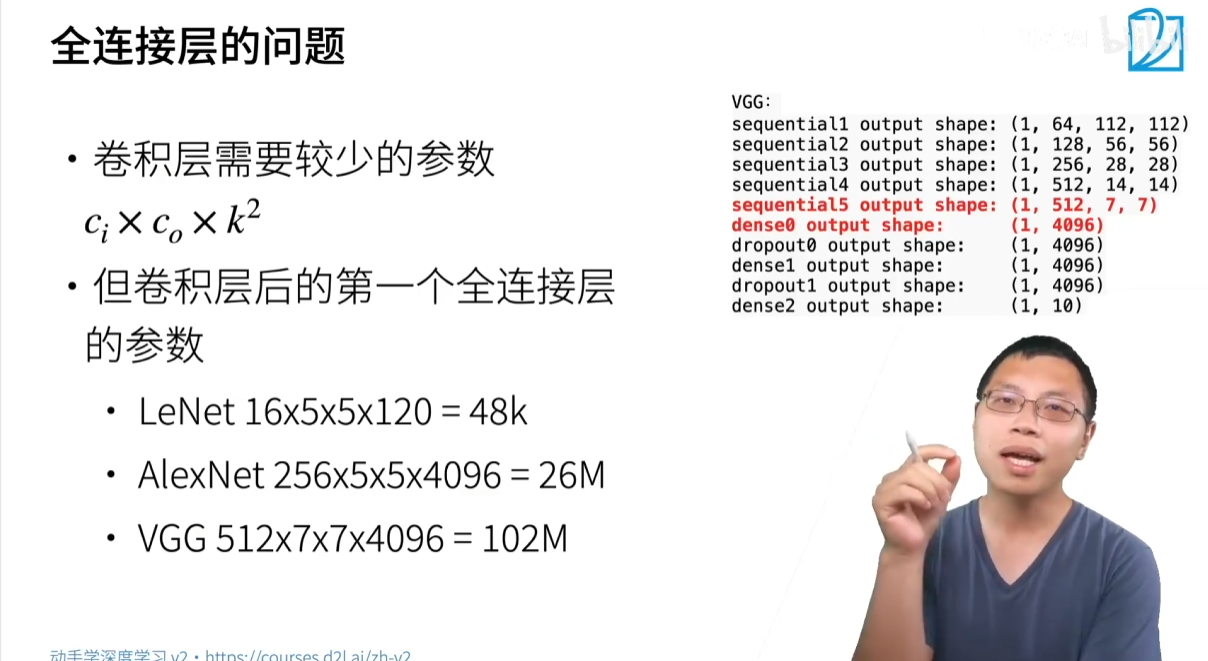 全连接层的问题
• 卷积层需要较少的参数
cᵢ × cₒ × k²
• 但卷积层后的第一个全连接层
的参数
• LeNet 16x5x5x120 = 48k
• AlexNet 256x5x5x4096 = 26M
• VGG 512x7x7x4096 = 102M
VGG:
sequential1 output shape: (1, 64, 112, 112)
sequential2 output shape: (1, 128, 56, 56)
sequential3 output shape: (1, 256, 28, 28)
sequential4 output shape: (1, 512, 14, 14)
sequential5 output shape: (1, 512, 7, 7)
dense0 output shape: (1, 4096)
dropout0 output shape: (1, 4096)
dense1 output shape: (1, 4096)
dropout1 output shape: (1, 4096)
dense2 output shape: (1, 10)
动手学深度学习 v2 • https://courses.d2l.ai/zh-v2